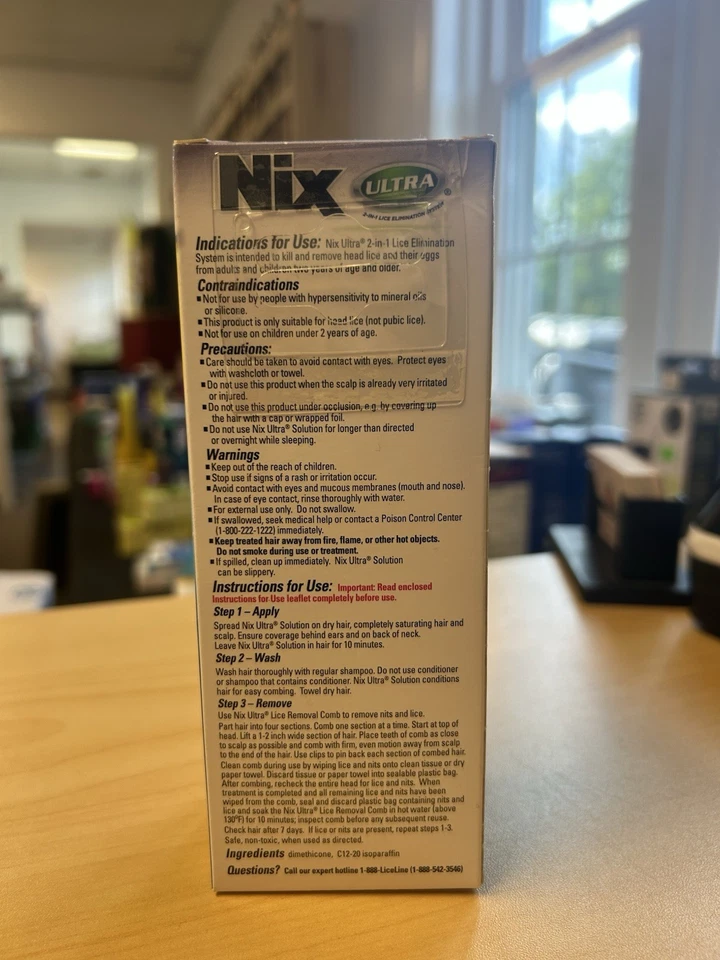 Nix ULTRA®
2-IN-1 LICE ELIMINATION SYSTEM
Indications for Use: Nix Ultra® 2-in-1 Lice Elimination
System is intended to kill and remove head lice and their eggs
from adults and children two years of age and older.
Contraindications
▪ Not for use by people with hypersensitivity to mineral oils
or silicone.
▪ This product is only suitable for head lice (not pubic lice).
▪ Not for use on children under 2 years of age.
Precautions:
▪ Care should be taken to avoid contact with eyes. Protect eyes
with washcloth or towel.
▪ Do not use this product when the scalp is already very irritated
or injured.
▪ Do not use this product under occlusion, e.g. by covering up
the hair with a cap or wrapped foil.
▪ Do not use Nix Ultra® Solution for longer than directed
or overnight while sleeping.
Warnings
▪ Keep out of the reach of children.
▪ Stop use if signs of a rash or irritation occur.
▪ Avoid contact with eyes and mucous membranes (mouth and nose).
In case of eye contact, rinse thoroughly with water.
▪ For external use only. Do not swallow.
▪ If swallowed, seek medical help or contact a Poison Control Center
(1-800-222-1222) immediately.
▪ Keep treated hair away from fire, flame, or other hot objects.
Do not smoke during use or treatment.
▪ If spilled, clean up immediately. Nix Ultra® Solution
can be slippery.
Instructions for Use: Important: Read enclosed
Instructions for Use leaflet completely before use.
Step 1 – Apply
Spread Nix Ultra® Solution on dry hair, completely saturating hair and
scalp. Ensure coverage behind ears and on back of neck.
Leave Nix Ultra® Solution in hair for 10 minutes.
Step 2 – Wash
Wash hair thoroughly with regular shampoo. Do not use conditioner
or shampoo that contains conditioner. Nix Ultra® Solution conditions
hair for easy combing. Towel dry hair.
Step 3 – Remove
Use Nix Ultra® Lice Removal Comb to remove nits and lice.
Part hair into four sections. Comb one section at a time. Start at top of
head. Lift a 1-2 inch wide section of hair. Place teeth of comb as close
to scalp as possible and comb with firm, even motion away from scalp
to the end of the hair. Use clips to pin back each section of combed hair.
Clean comb during use by wiping lice and nits onto clean tissue or dry
paper towel. Discard tissue or paper towel into sealable plastic bag.
After combing, recheck the entire head for lice and nits. When
treatment is completed and all remaining lice and nits have been
wiped from the comb, seal and discard plastic bag containing nits and
lice and soak the Nix Ultra® Lice Removal Comb in hot water (above
130°F) for 10 minutes; inspect comb before any subsequent reuse.
Check hair after 7 days. If lice or nits are present, repeat steps 1-3.
Safe, non-toxic, when used as directed.
Ingredients dimethicone, C12-20 isoparaffin
Questions? Call our expert hotline 1-888-LiceLine (1-888-542-3546)